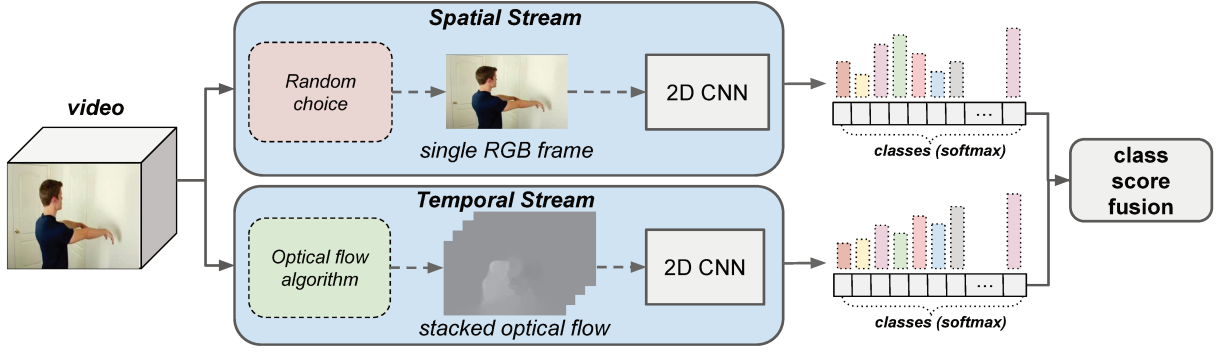 video
Spatial Stream
Random
choice
single RGB frame
2D CNN
...
classes (softmax)
Temporal Stream
Optical flow
algorithm
stacked optical flow
2D CNN
...
classes (softmax)
class
score
fusion